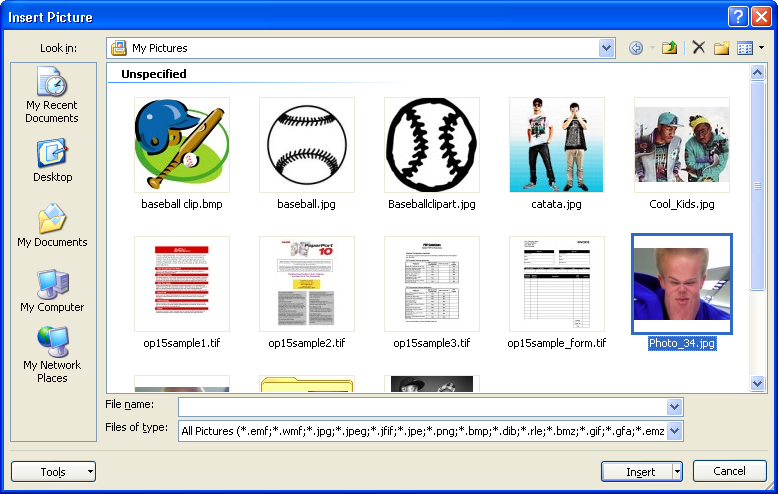 Insert Picture
Look in:
My Pictures
My Recent
Documents
Desktop
My Documents
My Computer
My Network
Places
Unspecified
baseball clip.bmp
baseball.jpg
Baseballclipart.jpg
catata.jpg
Cool_Kids.jpg
PaperPort
10
INVOICE
op15sample1.tif
op15sample2.tif
op15sample3.tif
op15sample_form.tif
Photo_34.jpg
File name:
Files of type:
All Pictures (*.emf;*.wmf;*.jpg;*.jpeg;*.jfif;*.jpe;*.png;*.bmp;*.dib;*.rle;*.bmz;*.gif;*.gfa;*.emz
Tools
Insert
Cancel